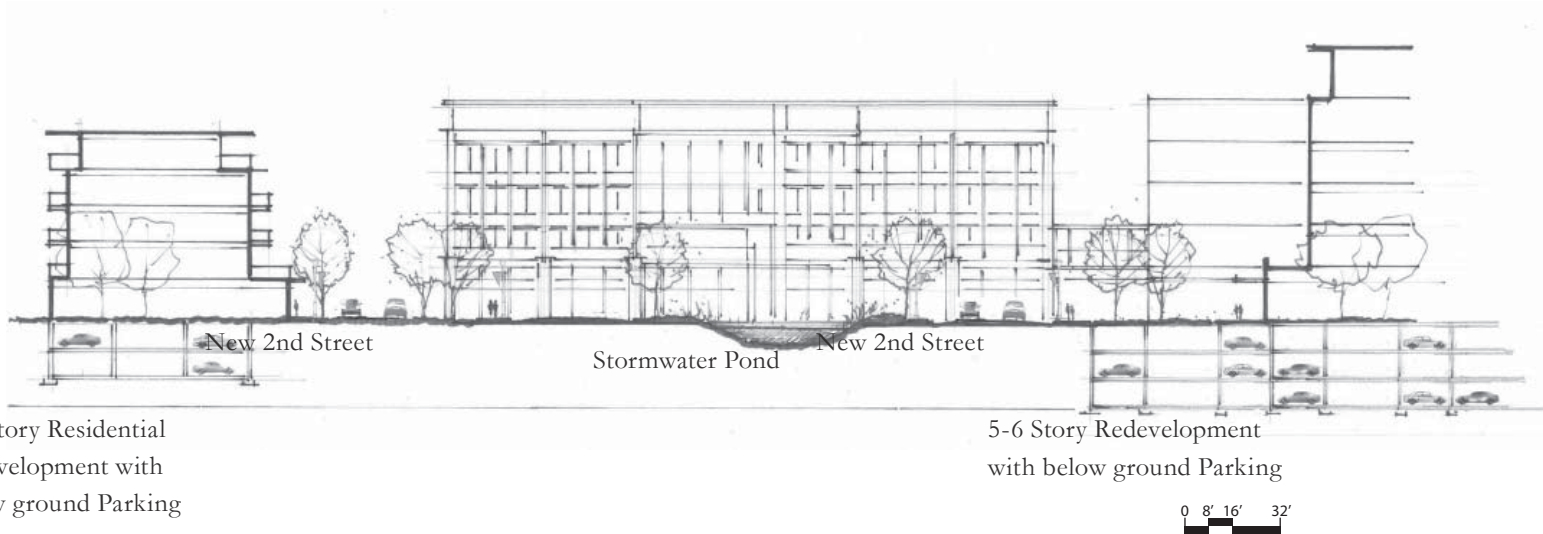 New 2nd Street
Stormwater Pond
New 2nd Street
tory Residential
velopment with
ground Parking
5-6 Story Redevelopment
with below ground Parking
0 8' 16' 32'